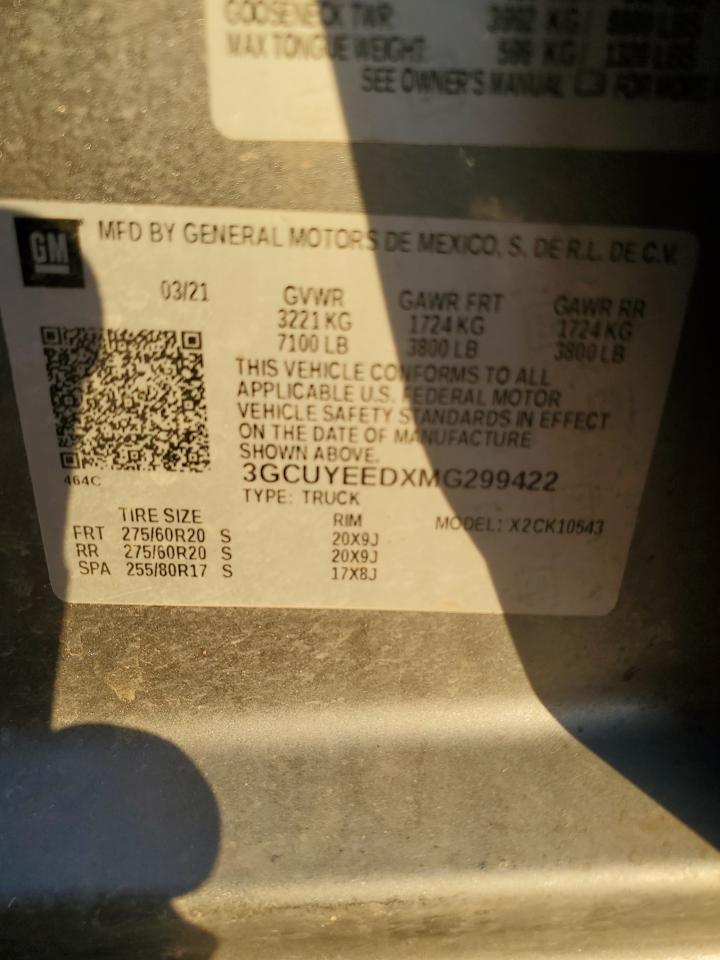 GOOSENECK TWR
MAX TONGUE WEIGHT
SEE OWNER'S MANUAL FOR MORE
GM
MFD BY GENERAL MOTORS DE MEXICO, S. DE R.L. DE C.V.
03/21 GVWR GAWR FRT GAWR RR
3221 KG 1724 KG 1724 KG
7100 LB 3800 LB 3800 LB
THIS VEHICLE CONFORMS TO ALL
APPLICABLE U.S. FEDERAL MOTOR
VEHICLE SAFETY STANDARDS IN EFFECT
ON THE DATE OF MANUFACTURE
SHOWN ABOVE.
464C 3GCUYEEDXMG299422
TYPE: TRUCK
TIRE SIZE RIM MODEL: X2CK10543
FRT 275/60R20 S 20X9J
RR 275/60R20 S 20X9J
SPA 255/80R17 S 17X8J